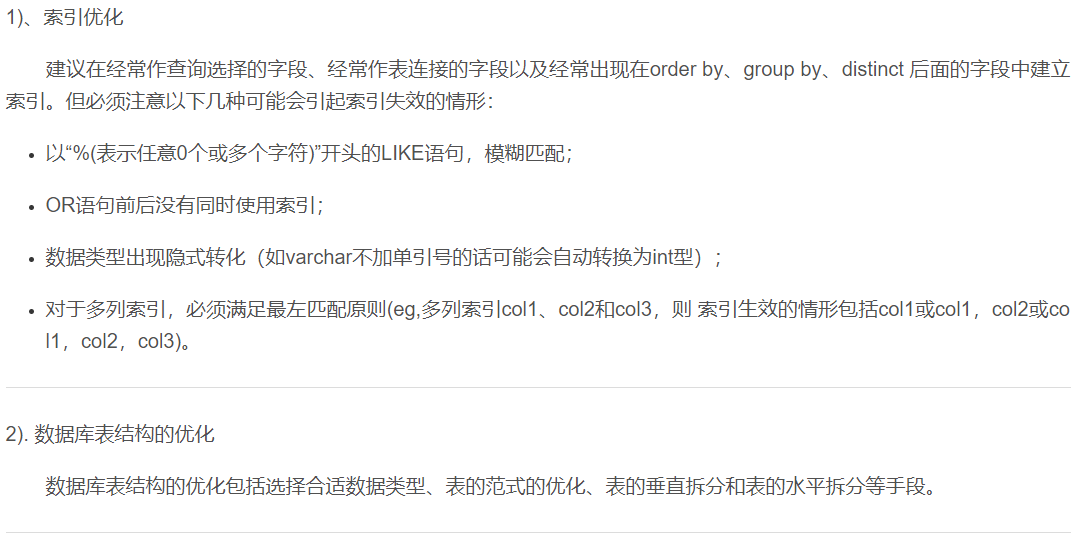 1)、索引优化
建议在经常作查询选择的字段、经常作表连接的字段以及经常出现在order by、group by、distinct 后面的字段中建立
索引。但必须注意以下几种可能会引起索引失效的情形：
• 以“%(表示任意0个或多个字符)”开头的LIKE语句，模糊匹配；
• OR语句前后没有同时使用索引；
• 数据类型出现隐式转化（如varchar不加单引号的话可能会自动转换为int型）；
• 对于多列索引，必须满足最左匹配原则(eg,多列索引col1、col2和col3，则 索引生效的情形包括col1或col1，col2或co
l1，col2，col3)。
2). 数据库表结构的优化
数据库表结构的优化包括选择合适数据类型、表的范式的优化、表的垂直拆分和表的水平拆分等手段。